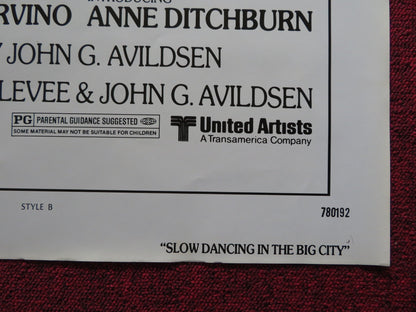 INTRODUCING
RVINO ANNE DITCHBURN
JOHN G. AVILDSEN
LEVEE & JOHN G. AVILDSEN
PG PARENTAL GUIDANCE SUGGESTED
SOME MATERIAL MAY NOT BE SUITABLE FOR CHILDREN
United Artists
A Transamerica Company
STYLE B
780192
“SLOW DANCING IN THE BIG CITY”